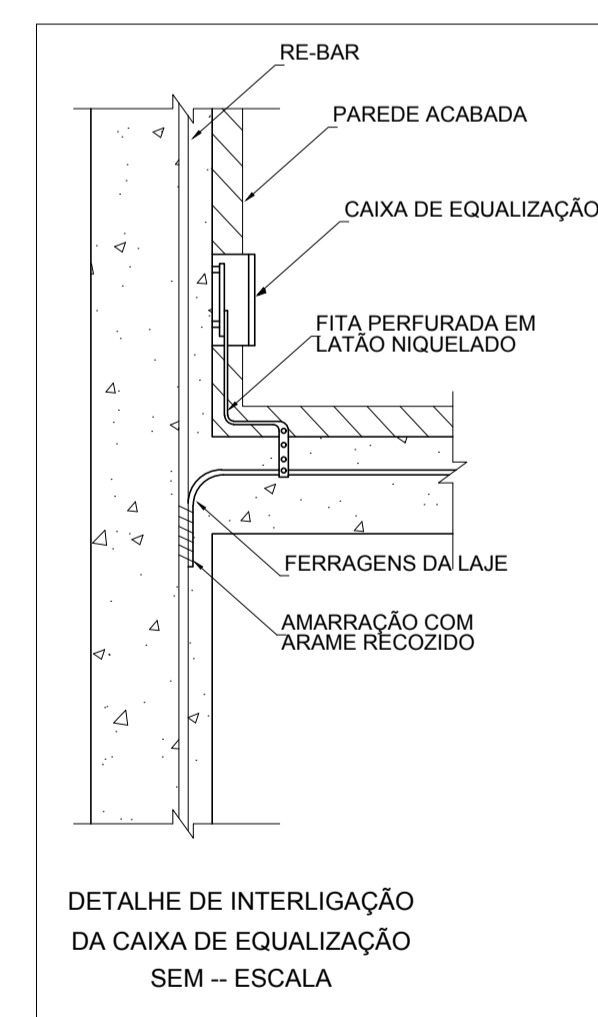 RE-BAR
PAREDE ACABADA
CAIXA DE EQUALIZAÇÃO
FITA PERFURADA EM
LATÃO NIQUELADO
FERRAGENS DA LAJE
AMARRAÇÃO COM
ARAME RECOZIDO
DETALHE DE INTERLIGAÇÃO
DA CAIXA DE EQUALIZAÇÃO
SEM -- ESCALA